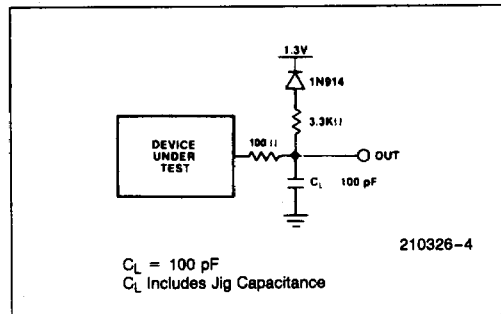 1.3V
1N914
3.3KΩ
DEVICE
UNDER
TEST
100 Ω
OUT
CL 100 pF
210326-4
CL = 100 pF
CL Includes Jig Capacitance